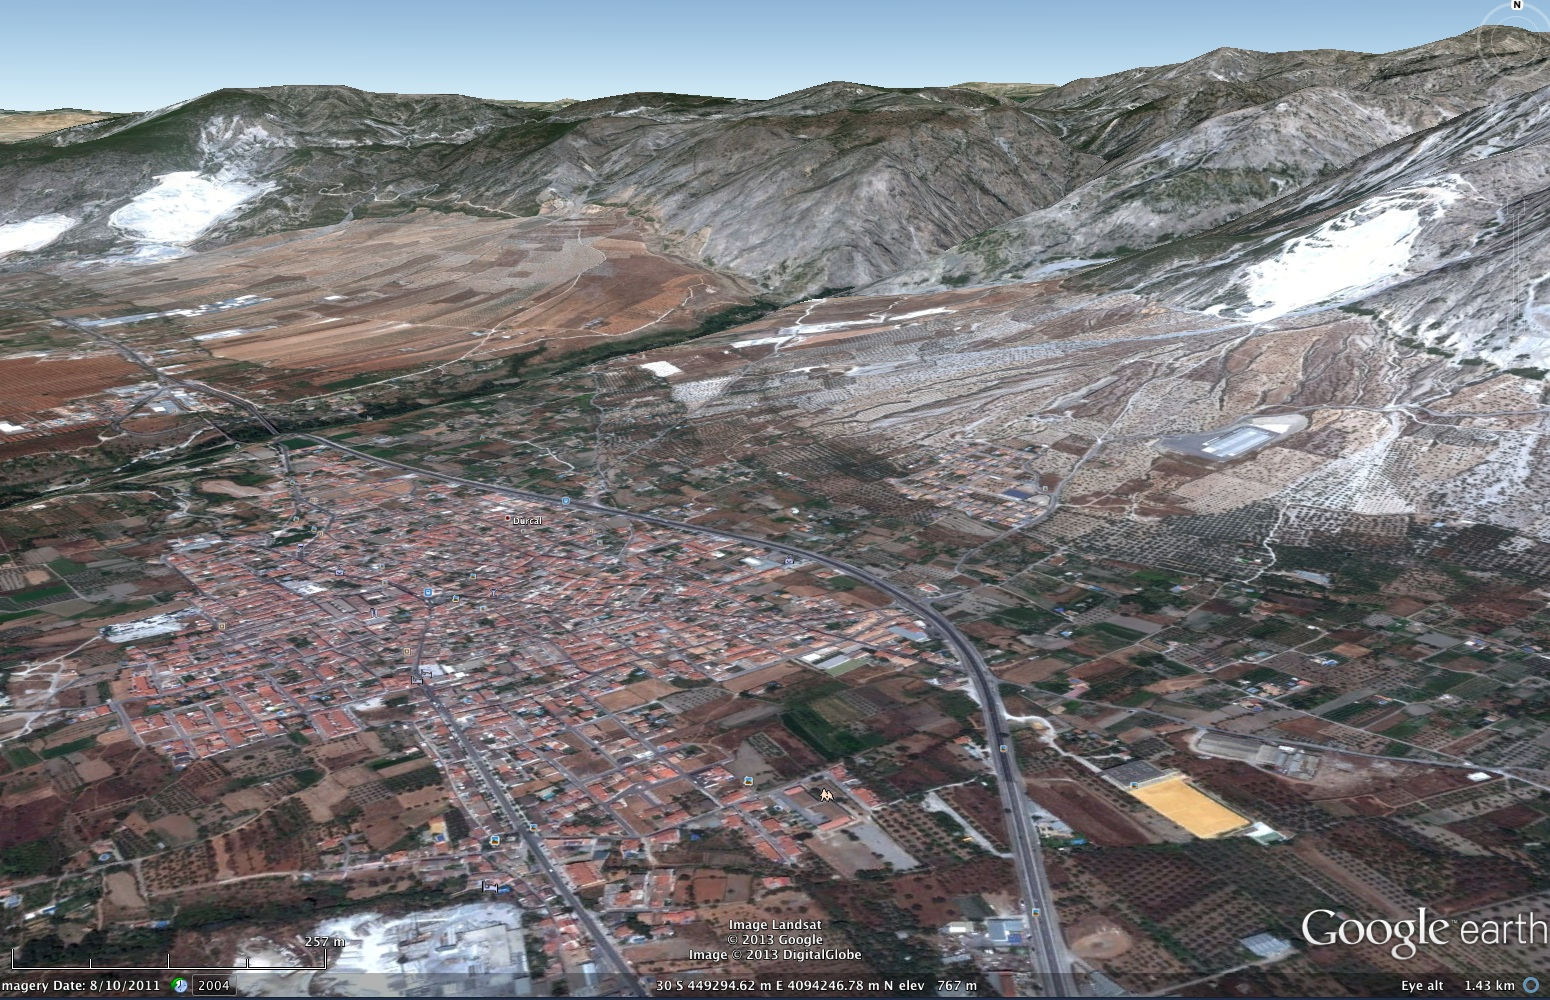 N
Durcal
257 m
Image Landsat
© 2013 Google
Image © 2013 DigitalGlobe
Google earth
magery Date: 8/10/2011
2004
30 S 449294.62 m E 4094246.78 m N elev 767 m
Eye alt 1.43 km